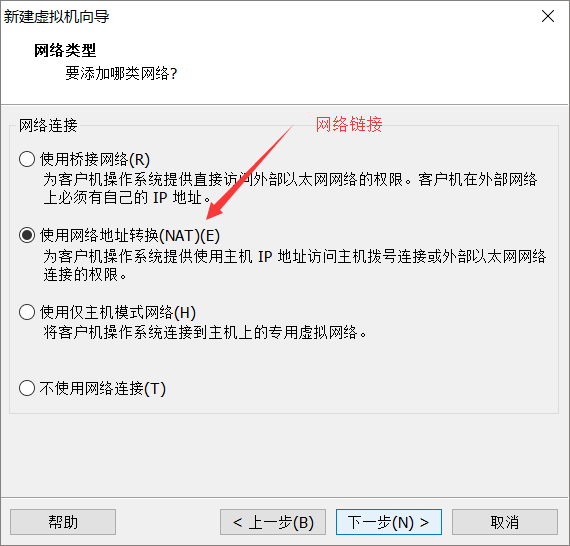 新建虚拟机向导
网络类型
要添加哪类网络?
网络连接
网络链接
使用桥接网络(R)
为客户机操作系统提供直接访问外部以太网网络的权限。客户机在外部网络
上必须有自己的 IP 地址。
使用网络地址转换(NAT)(E)
为客户机操作系统提供使用主机 IP 地址访问主机拨号连接或外部以太网网络
连接的权限。
使用仅主机模式网络(H)
将客户机操作系统连接到主机上的专用虚拟网络。
不使用网络连接(T)
帮助
< 上一步(B)
下一步(N) >
取消